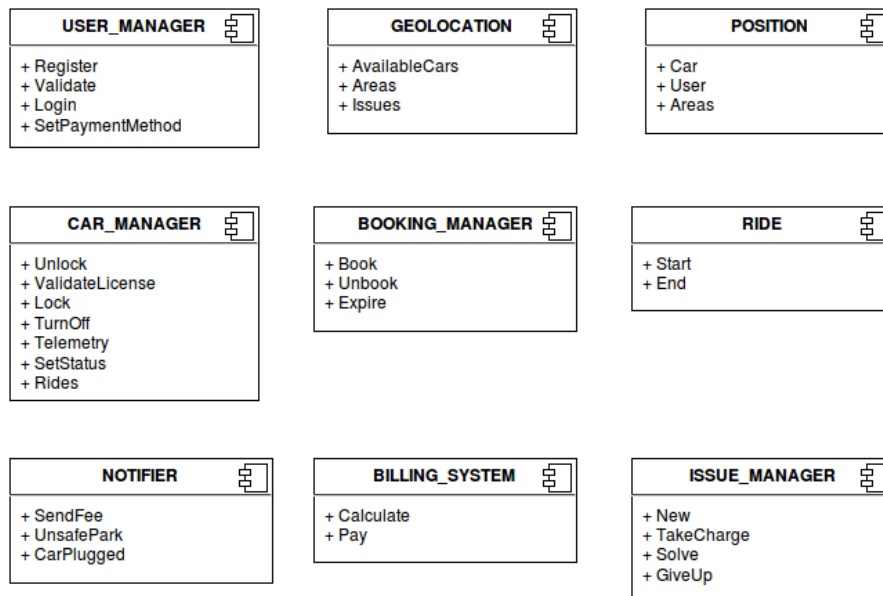 USER_MANAGER
+ Register
+ Validate
+ Login
+ SetPaymentMethod
GEOLOCATION
+ AvailableCars
+ Areas
+ Issues
POSITION
+ Car
+ User
+ Areas
CAR_MANAGER
+ Unlock
+ ValidateLicense
+ Lock
+ TurnOff
+ Telemetry
+ SetStatus
+ Rides
BOOKING_MANAGER
+ Book
+ Unbook
+ Expire
RIDE
+ Start
+ End
NOTIFIER
+ SendFee
+ UnsafePark
+ CarPlugged
BILLING_SYSTEM
+ Calculate
+ Pay
ISSUE_MANAGER
+ New
+ TakeCharge
+ Solve
+ GiveUp